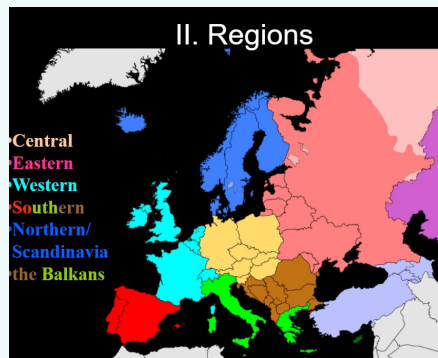 II. Regions
•Central
•Eastern
•Western
•Southern
•Northern/
Scandinavia
•the Balkans